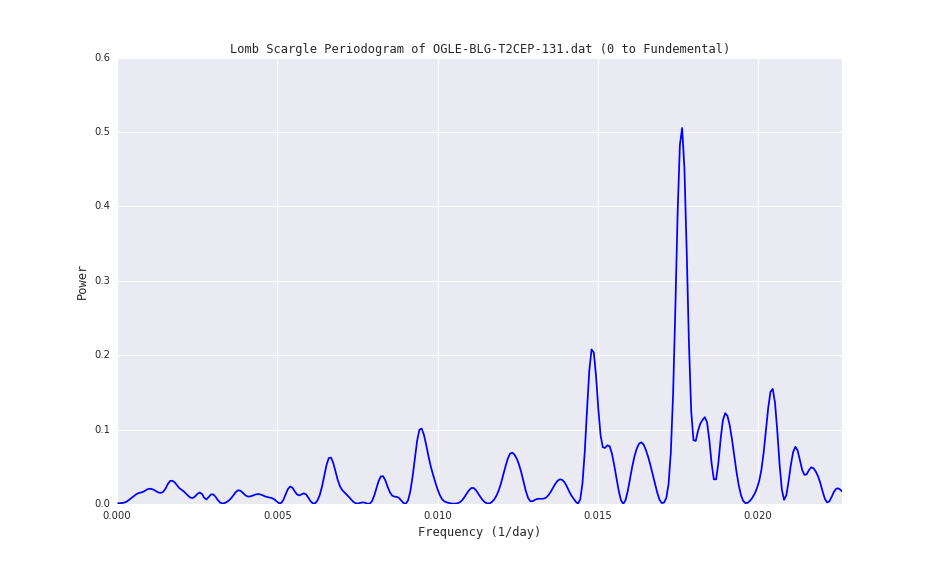 Lomb Scargle Periodogram of OGLE-BLG-T2CEP-131.dat (0 to Fundemental)
0.6
0.5
0.4
0.3
0.2
0.1
0.0
Power
0.000 0.005 0.010 0.015 0.020
Frequency (1/day)